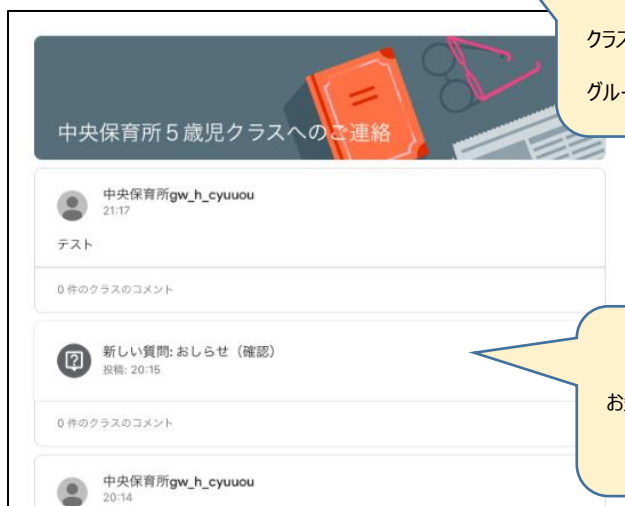 クラス
グルー
中央保育所５歳児クラスへのご連絡
中央保育所gw_h_cyuuou
21:17
テスト
0 件のクラスのコメント
新しい質問: おしらせ（確認）
投稿: 20:15
0 件のクラスのコメント
お
中央保育所gw_h_cyuuou
20:14